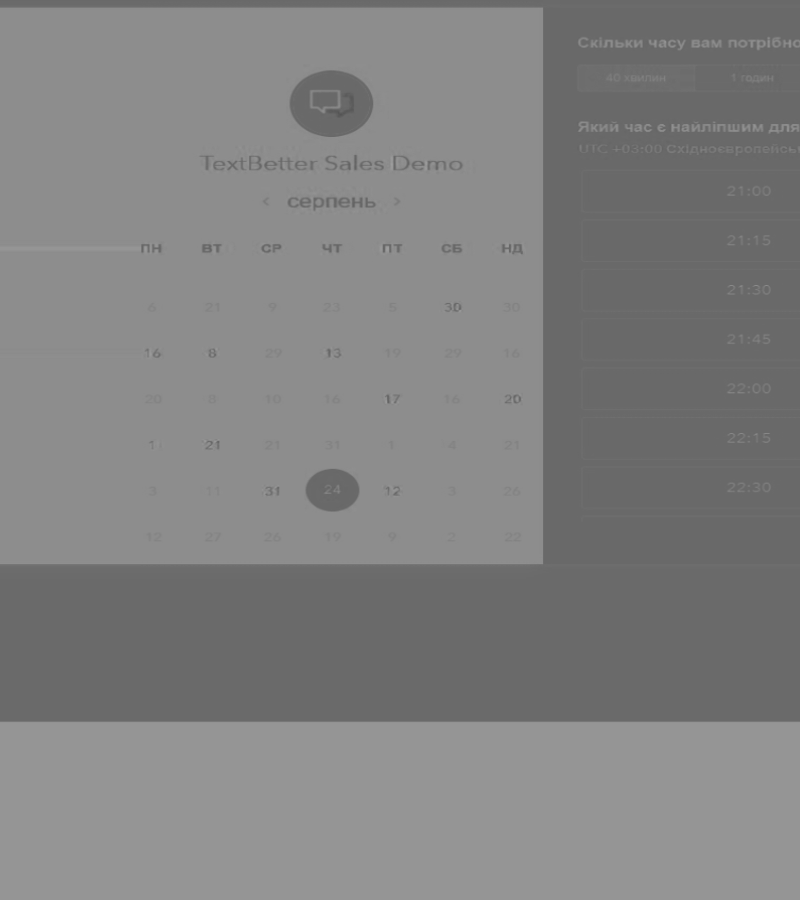 TextBetter Sales Demo
‹ серпень ›
ПН ВТ СР ЧТ ПТ СБ НД
6 21 9 23 5 30 30
16 8 29 13 19 29 16
20 8 10 16 17 16 20
1 21 21 31 1 4 21
3 11 31 24 12 3 26
12 27 26 19 9 2 22
Скільки часу вам потрібно
40 хвилин 1 годин
Який час є найліпшим для
UTC +03:00 Східноєвропейськ
21:00
21:15
21:30
21:45
22:00
22:15
22:30